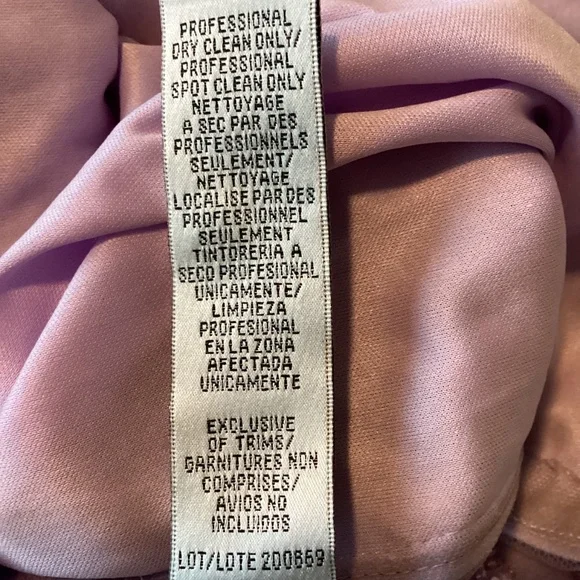 PROFESSIONAL
DRY CLEAN ONLY/
PROFESSIONAL
SPOT CLEAN ONLY
NETTOYAGE
A SEC PAR DES
PROFESSIONNELS
SEULEMENT/
NETTOYAGE
LOCALISE PAR DES
PROFESSIONNEL
SEULEMENT
TINTORERIA A
SECO PROFESIONAL
UNICAMENTE/
LIMPIEZA
PROFESIONAL
EN LA ZONA
AFECTADA
UNICAMENTE
EXCLUSIVE
OF TRIMS/
GARNITURES NON
COMPRISES/
AVIOS NO
INCLUIDOS
LOT/LOTE 200869